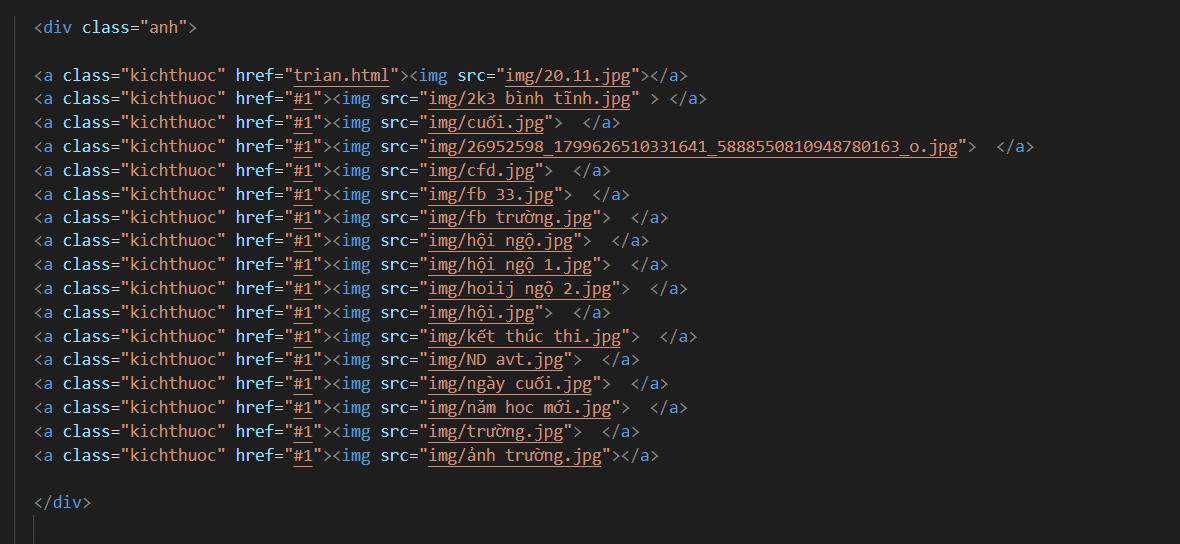 <div class="anh">
<a class="kichthuoc" href="trian.html"><img src="img/20.11.jpg"></a>
<a class="kichthuoc" href="#1"><img src="img/2k3 bình tĩnh.jpg" > </a>
<a class="kichthuoc" href="#1"><img src="img/cuối.jpg">  </a>
<a class="kichthuoc" href="#1"><img src="img/26952598_1799626510331641_5888550810948780163_o.jpg">  </a>
<a class="kichthuoc" href="#1"><img src="img/cfd.jpg">  </a>
<a class="kichthuoc" href="#1"><img src="img/fb 33.jpg">  </a>
<a class="kichthuoc" href="#1"><img src="img/fb trường.jpg">  </a>
<a class="kichthuoc" href="#1"><img src="img/hội ngộ.jpg">  </a>
<a class="kichthuoc" href="#1"><img src="img/hội ngộ 1.jpg">  </a>
<a class="kichthuoc" href="#1"><img src="img/hoiij ngộ 2.jpg">  </a>
<a class="kichthuoc" href="#1"><img src="img/hội.jpg">  </a>
<a class="kichthuoc" href="#1"><img src="img/kết thúc thi.jpg">  </a>
<a class="kichthuoc" href="#1"><img src="img/ND avt.jpg">  </a>
<a class="kichthuoc" href="#1"><img src="img/ngày cuối.jpg">  </a>
<a class="kichthuoc" href="#1"><img src="img/năm hoc mới.jpg">  </a>
<a class="kichthuoc" href="#1"><img src="img/trường.jpg">  </a>
<a class="kichthuoc" href="#1"><img src="img/ảnh trường.jpg"></a>
</div>